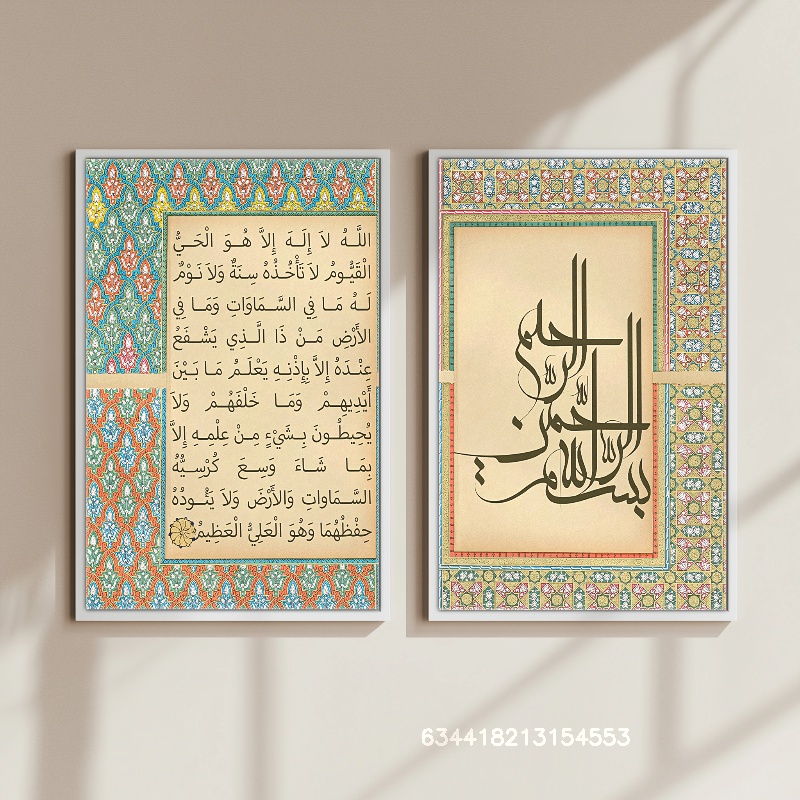 اللَّهُ لاَ إِلَهَ إِلاَّ هُوَ الْحَيُّ
الْقَيُّومُ لاَ تَأْخُذُهُ سِنَةٌ وَلاَ نَوْمٌ
لَهُ مَا فِي السَّمَاوَاتِ وَمَا فِي
الأَرْضِ مَنْ ذَا الَّذِي يَشْفَعُ
عِنْدَهُ إِلاَّ بِإِذْنِهِ يَعْلَمُ مَا بَيْنَ
أَيْدِيهِمْ وَمَا خَلْفَهُمْ وَلاَ
يُحِيطُونَ بِشَيْءٍ مِنْ عِلْمِهِ إِلاَّ
بِمَا شَاءَ وَسِعَ كُرْسِيُّهُ
السَّمَاوَاتِ وَالأَرْضَ وَلاَ يَئُودُهُ
حِفْظُهُمَا وَهُوَ الْعَلِيُّ الْعَظِيمُ
بسم الله الرحمن الرحيم
634418213154553